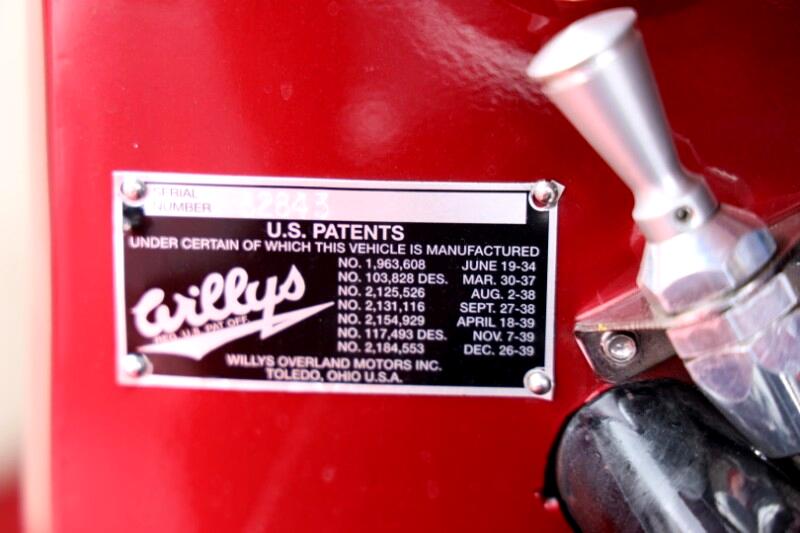 SERIAL
NUMBER 42843
U.S. PATENTS
UNDER CERTAIN OF WHICH THIS VEHICLE IS MANUFACTURED
NO. 1,963,608 JUNE 19-34
NO. 103,828 DES. MAR. 30-37
NO. 2,125,526 AUG. 2-38
NO. 2,131,116 SEPT. 27-38
NO. 2,154,929 APRIL 18-39
NO. 117,493 DES. NOV. 7-39
NO. 2,184,553 DEC. 26-39
Willys
REG. U.S. PAT OFF.
WILLYS OVERLAND MOTORS INC.
TOLEDO, OHIO U.S.A.